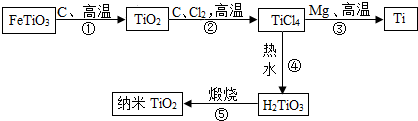 FeTiO₃ C、高温 ① TiO₂ C、Cl₂,高温 ② TiCl₄ Mg、高温 ③ Ti
热水 ④
纳米 TiO₂ 煅烧 ⑤ H₂TiO₃